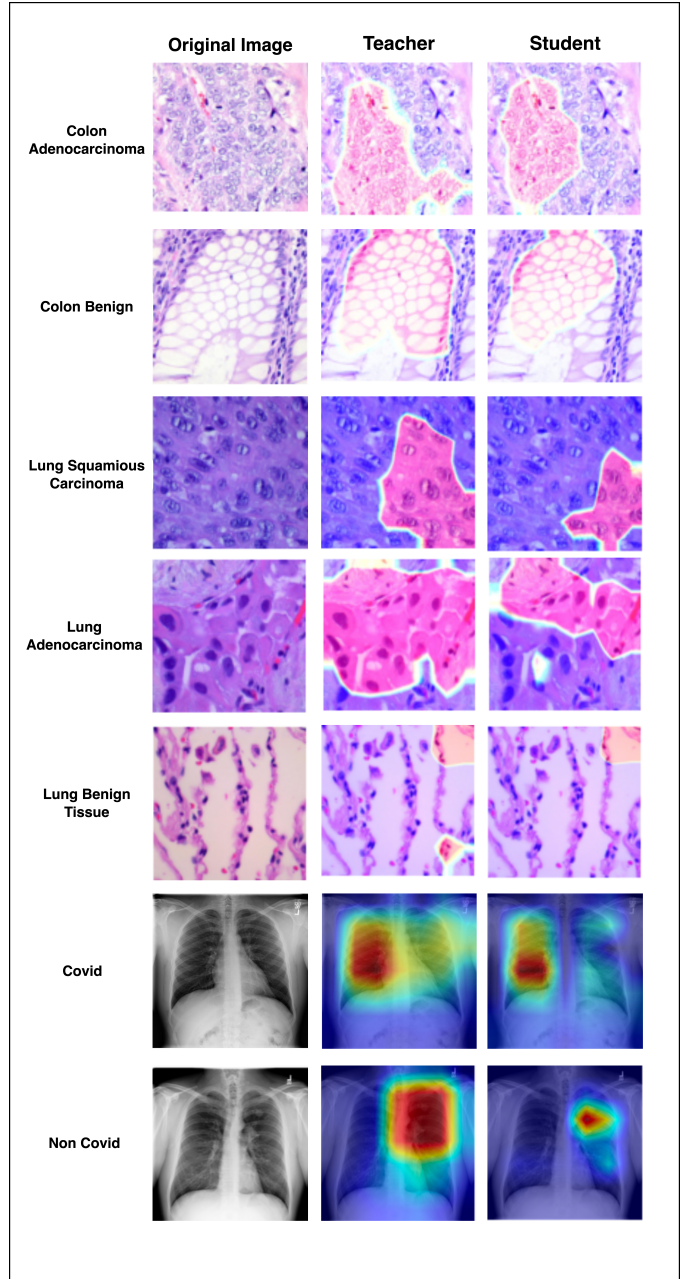 Original Image
Teacher
Student
Colon
Adenocarcinoma
Colon Benign
Lung Squamious
Carcinoma
Lung
Adenocarcinoma
Lung Benign
Tissue
Covid
Non Covid